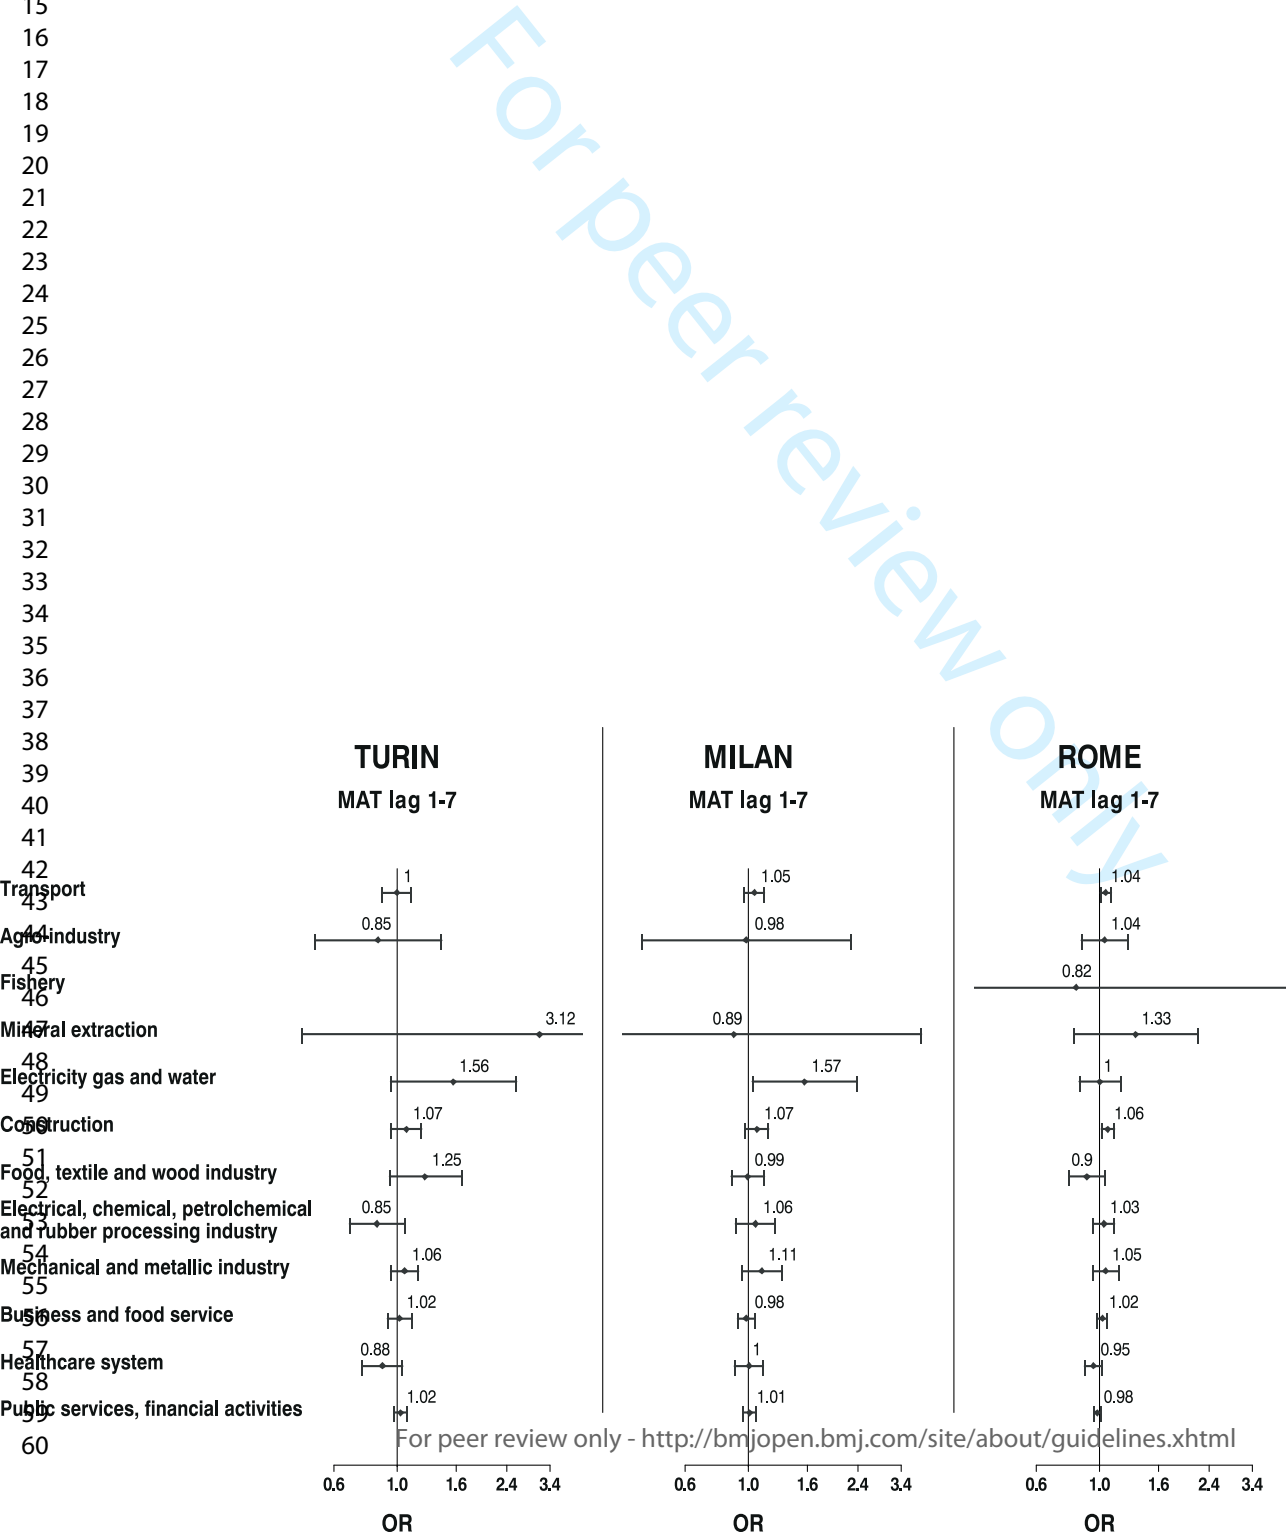 15
16
17
18
19
20
21
22
23
24
25
26
27
28
29
30
31
32
33
34
35
36
37
38
39
40
41
42
43
44
45
46
47
48
49
50
51
52
53
54
55
56
57
58
59
60
For peer review only
TURIN MILAN ROME
MAT lag 1-7 MAT lag 1-7 MAT lag 1-7
Transport 1 1.05 1.04
Agro-industry 0.85 0.98 1.04
Fishery 0.82
Mineral extraction 3.12 0.89 1.33
Electricity gas and water 1.56 1.57 1
Construction 1.07 1.07 1.06
Food, textile and wood industry 1.25 0.99 0.9
Electrical, chemical, petrolchemical 0.85 1.06 1.03
and rubber processing industry
Mechanical and metallic industry 1.06 1.11 1.05
Business and food service 1.02 0.98 1.02
Healthcare system 0.88 1 0.95
Public services, financial activities 1.02 1.01 0.98
For peer review only - http://bmjopen.bmj.com/site/about/guidelines.xhtml
0.6 1.0 1.6 2.4 3.4 0.6 1.0 1.6 2.4 3.4 0.6 1.0 1.6 2.4 3.4
OR OR OR